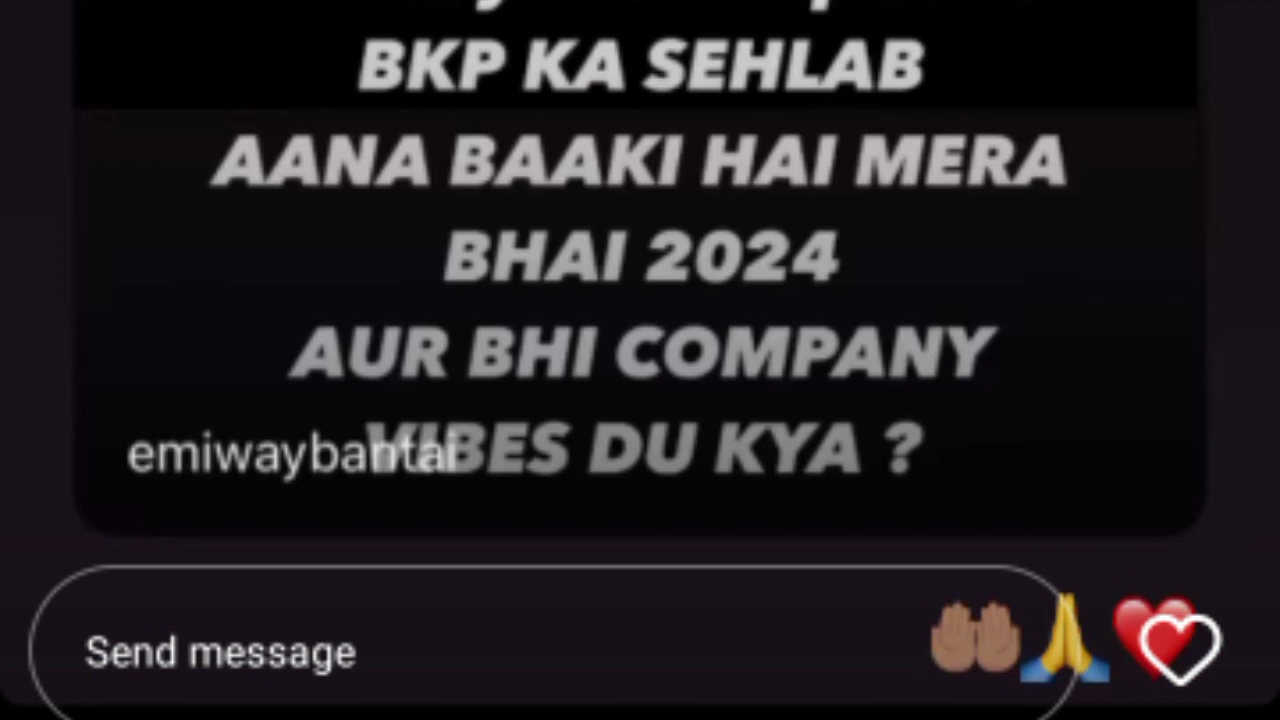 BKP KA SEHLAB
AANA BAAKI HAI MERA
BHAI 2024
AUR BHI COMPANY
VIBES DU KYA ?
emiwaybantai
Send message